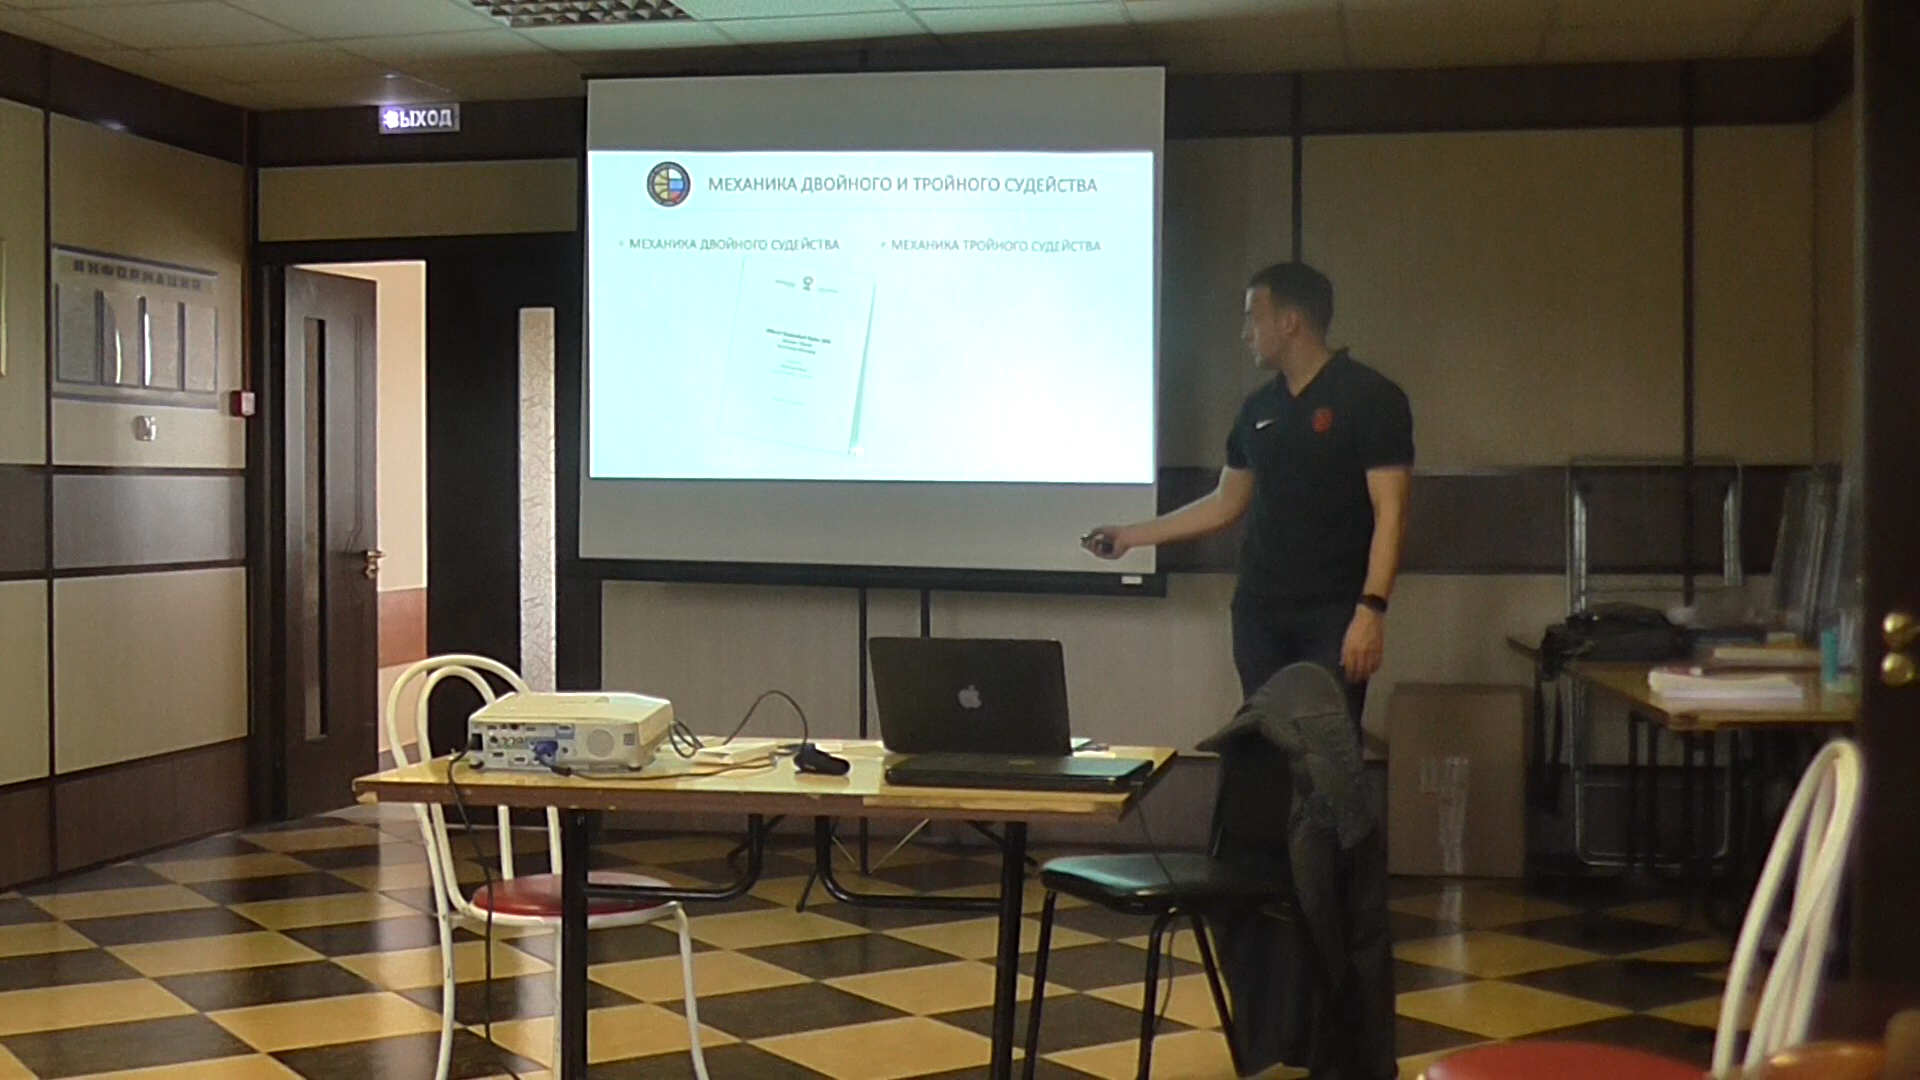 ВЫХОД
ИНФОРМАЦИЯ
МЕХАНИКА ДВОЙНОГО И ТРОЙНОГО СУДЕЙСТВА
• МЕХАНИКА ДВОЙНОГО СУДЕЙСТВА
• МЕХАНИКА ТРОЙНОГО СУДЕЙСТВА